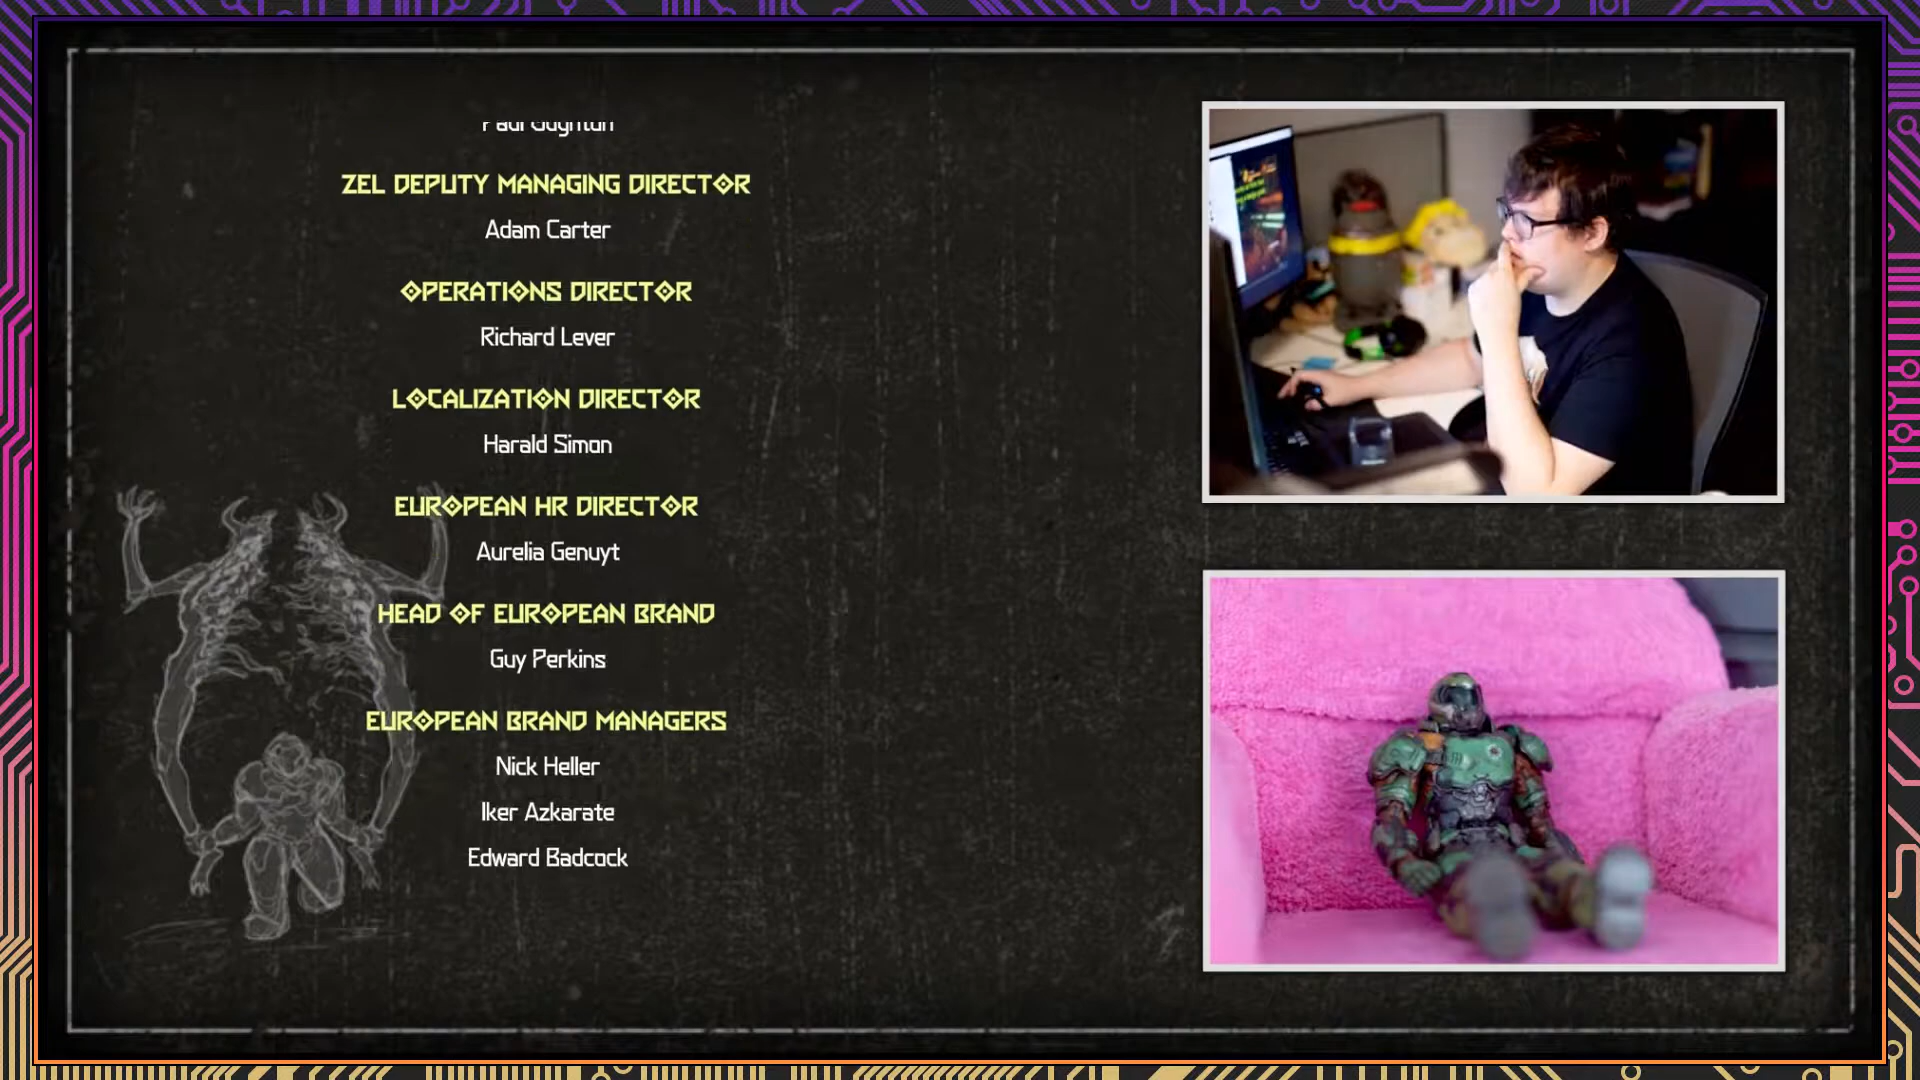 ZEL DEPUTY MANAGING DIRECTOR
Adam Carter
OPERATIONS DIRECTOR
Richard Lever
LOCALIZATION DIRECTOR
Harald Simon
EUROPEAN HR DIRECTOR
Aurelia Genuyt
HEAD OF EUROPEAN BRAND
Guy Perkins
EUROPEAN BRAND MANAGERS
Nick Heller
Iker Azkarate
Edward Badcock